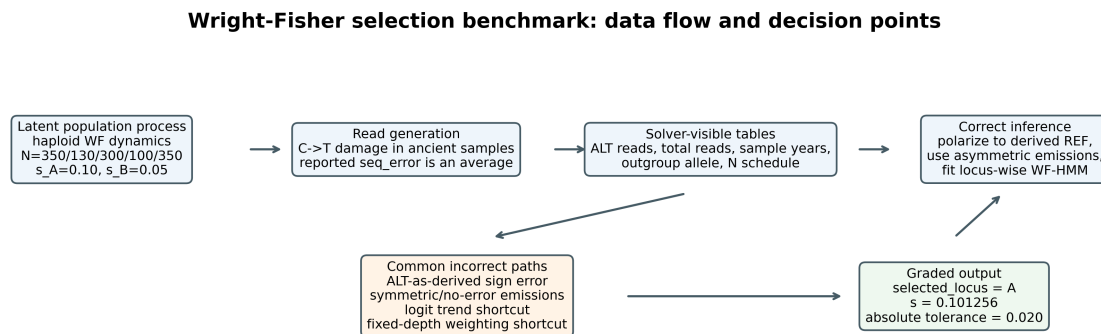 Wright-Fisher selection benchmark: data flow and decision points
Latent population process
haploid WF dynamics
N=350/130/300/100/350
s_A=0.10, s_B=0.05
Read generation
C->T damage in ancient samples
reported seq_error is an average
Solver-visible tables
ALT reads, total reads, sample years,
outgroup allele, N schedule
Correct inference
polarize to derived REF,
use asymmetric emissions,
fit locus-wise WF-HMM
Common incorrect paths
ALT-as-derived sign error
symmetric/no-error emissions
logit trend shortcut
fixed-depth weighting shortcut
Graded output
selected_locus = A
s = 0.101256
absolute tolerance = 0.020